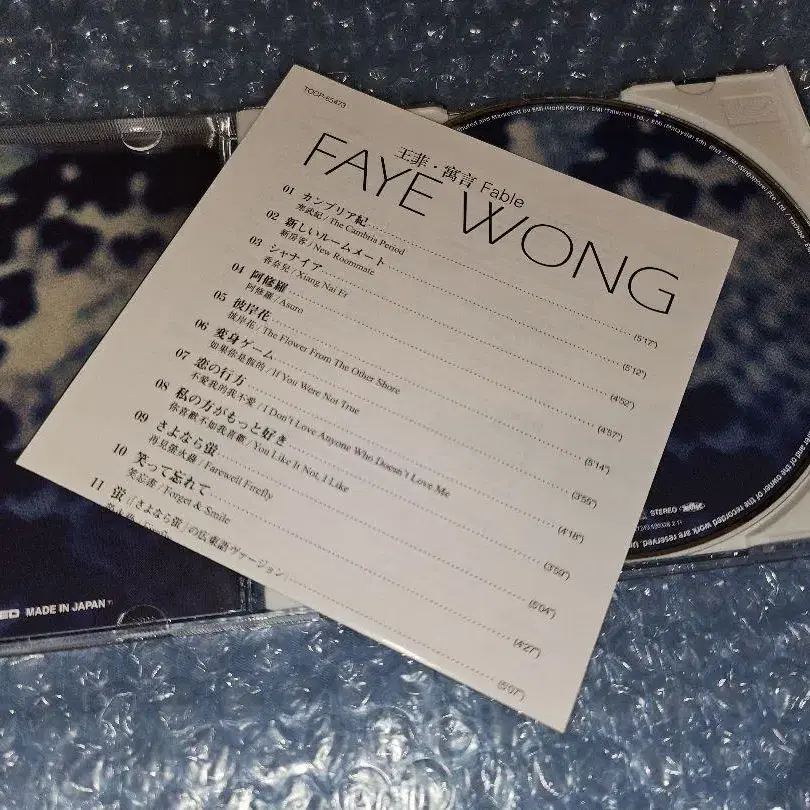 TOCP-65473
王菲・寓言 Fable
FAYE WONG
01 カンブリア紀 (5'17")
寒武紀 / The Cambria Period
02 新しいルームメート (5'12")
新房客 / New Roommate
03 シャナイア (4'52")
香奈兒 / Xiang Nai Er
04 阿修羅 (4'57")
阿修羅 / Asuro
05 彼岸花 (5'14")
彼岸花 / The Flower From The Other Shore
06 変身ゲーム (3'55")
如果你是假的 / If You Were Not True
07 恋の行方 (4'18")
不愛我的我不愛 / I Don't Love Anyone Who Doesn't Love Me
08 私の方がもっと好き (3'59")
你喜歡不如我喜歡 / You Like It Not, I Like
09 さよなら蛍 (5'04")
再見螢火蟲 / Farewell Firefly
10 笑って忘れて (4'27")
笑忘書 / Forget & Smile
11 蛍 (「さよなら蛍」の広東語ヴァージョン) (5'07")
MADE IN JAPAN
STEREO